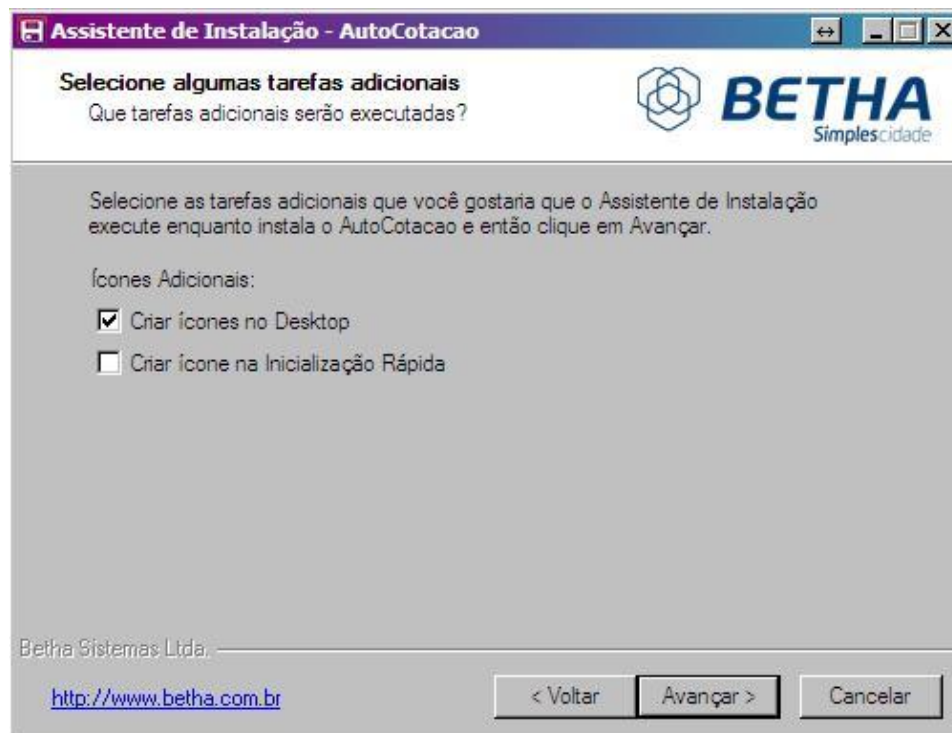 Assistente de Instalação - AutoCotacao
Selecione algumas tarefas adicionais
Que tarefas adicionais serão executadas?
BETHA
Simplescidade
Selecione as tarefas adicionais que você gostaria que o Assistente de Instalação
execute enquanto instala o AutoCotacao e então clique em Avançar.
Ícones Adicionais:
Criar ícones no Desktop
Criar ícone na Inicialização Rápida
Betha Sistemas Ltda.
http://www.betha.com.br
< Voltar
Avançar >
Cancelar